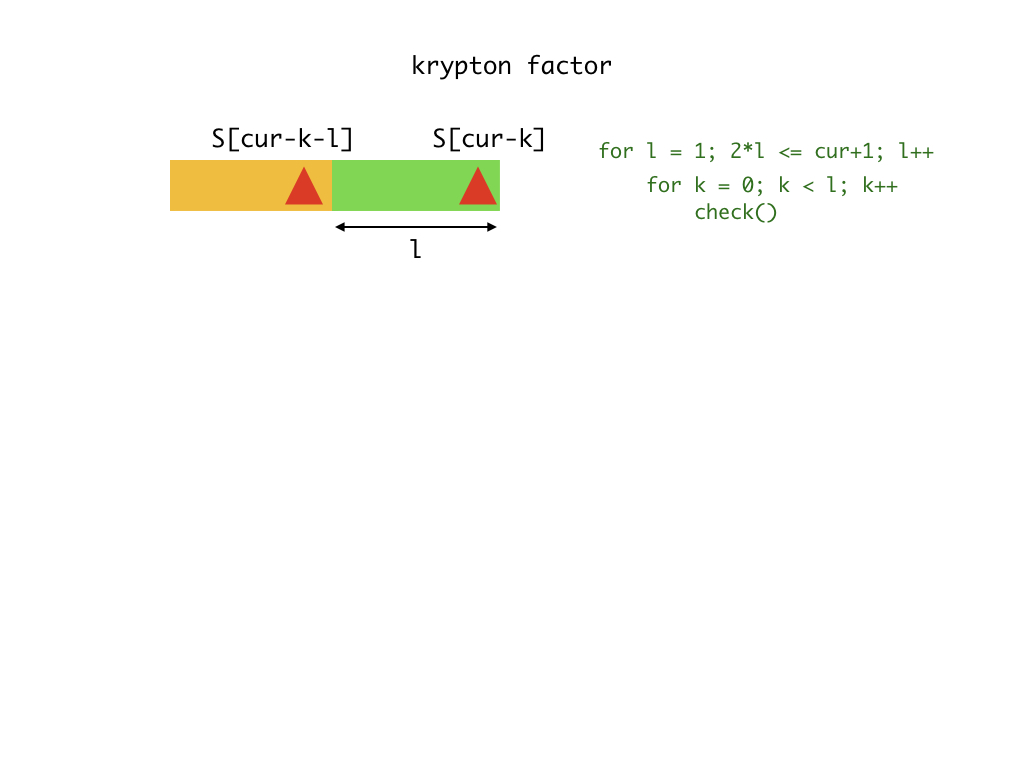 krypton factor
S[cur-k-l] S[cur-k]
for l = 1; 2*l <= cur+1; l++
for k = 0; k < l; k++
check()
l